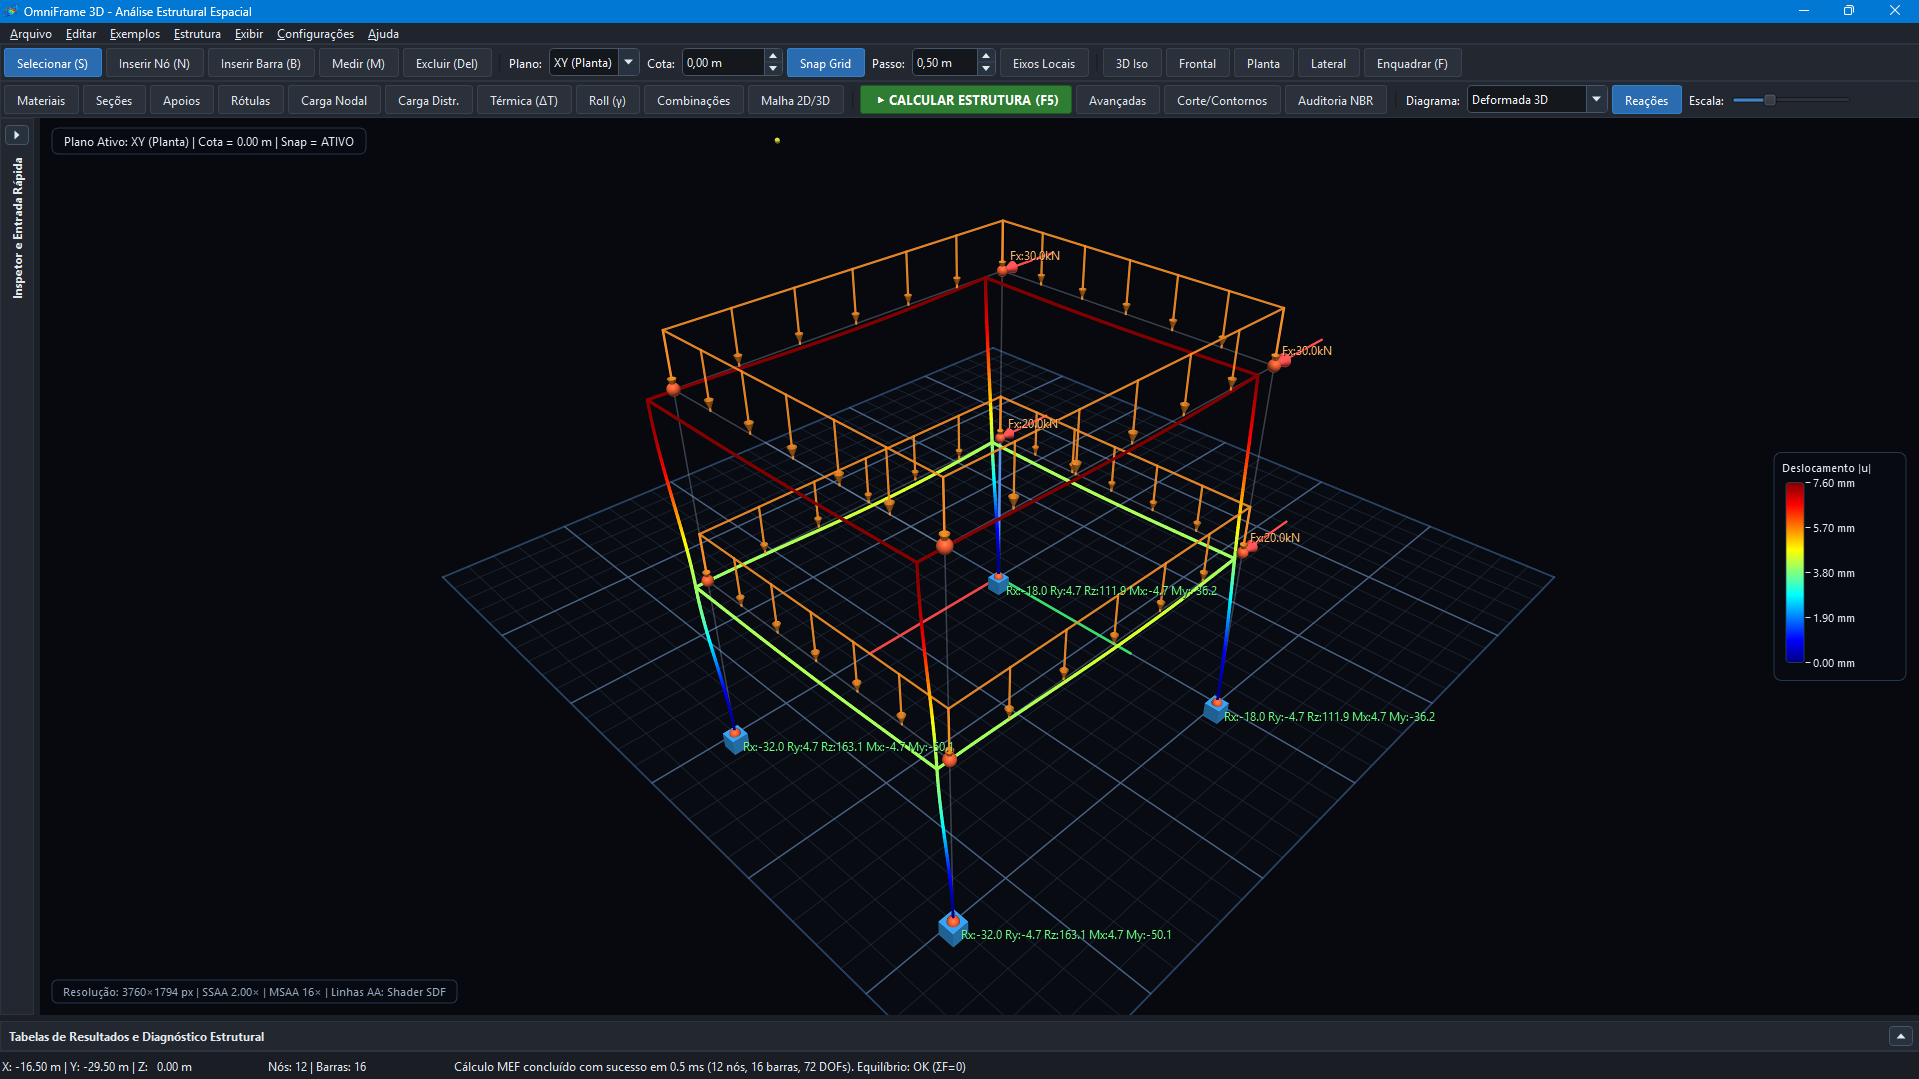 OmniFrame 3D - Análise Estrutural Espacial
Arquivo Editar Exemplos Estrutura Exibir Configurações Ajuda
Selecionar (S) Inserir Nó (N) Inserir Barra (B) Medir (M) Excluir (Del) Plano: XY (Planta) Cota: 0,00 m Snap Grid Passo: 0,50 m Eixos Locais 3D Iso Frontal Planta Lateral Enquadrar (F)
Materiais Seções Apoios Rótulas Carga Nodal Carga Distr. Térmica (ΔT) Roll (γ) Combinações Malha 2D/3D CALCULAR ESTRUTURA (F5) Avançadas Corte/Contornos Auditoria NBR Diagrama: Deformada 3D Reações Escala:
Plano Ativo: XY (Planta) | Cota = 0.00 m | Snap = ATIVO
Inspetor e Entrada Rápida
Fx:30.0kN
Fx:30.0kN
Fx:20.0kN
Fx:20.0kN
Deslocamento |u|
7.60 mm
5.70 mm
3.80 mm
1.90 mm
0.00 mm
Rx:-18.0 Ry:4.7 Rz:111.9 Mx:-4.7 My:-36.2
Rx:-18.0 Ry:-4.7 Rz:111.9 Mx:4.7 My:-36.2
Rx:-32.0 Ry:4.7 Rz:163.1 Mx:-4.7 My:-50.1
Rx:-32.0 Ry:-4.7 Rz:163.1 Mx:4.7 My:-50.1
Resolução: 3760×1794 px | SSAA 2.00× | MSAA 16× | Linhas AA: Shader SDF
Tabelas de Resultados e Diagnóstico Estrutural
X: -16.50 m | Y: -29.50 m | Z: 0.00 m Nós: 12 | Barras: 16 Cálculo MEF concluído com sucesso em 0.5 ms (12 nós, 16 barras, 72 DOFs). Equilíbrio: OK (ΣF=0)